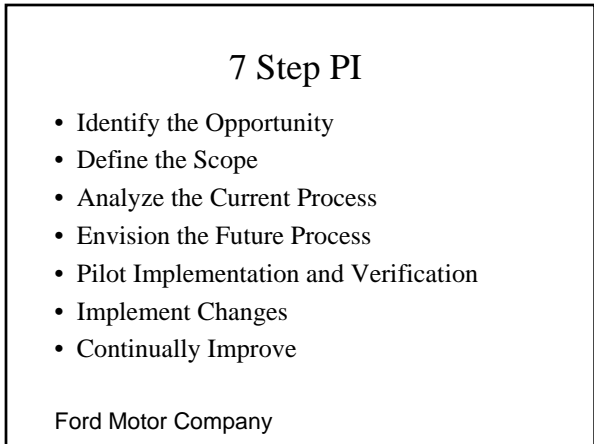 7 Step PI
• Identify the Opportunity
• Define the Scope
• Analyze the Current Process
• Envision the Future Process
• Pilot Implementation and Verification
• Implement Changes
• Continually Improve
Ford Motor Company